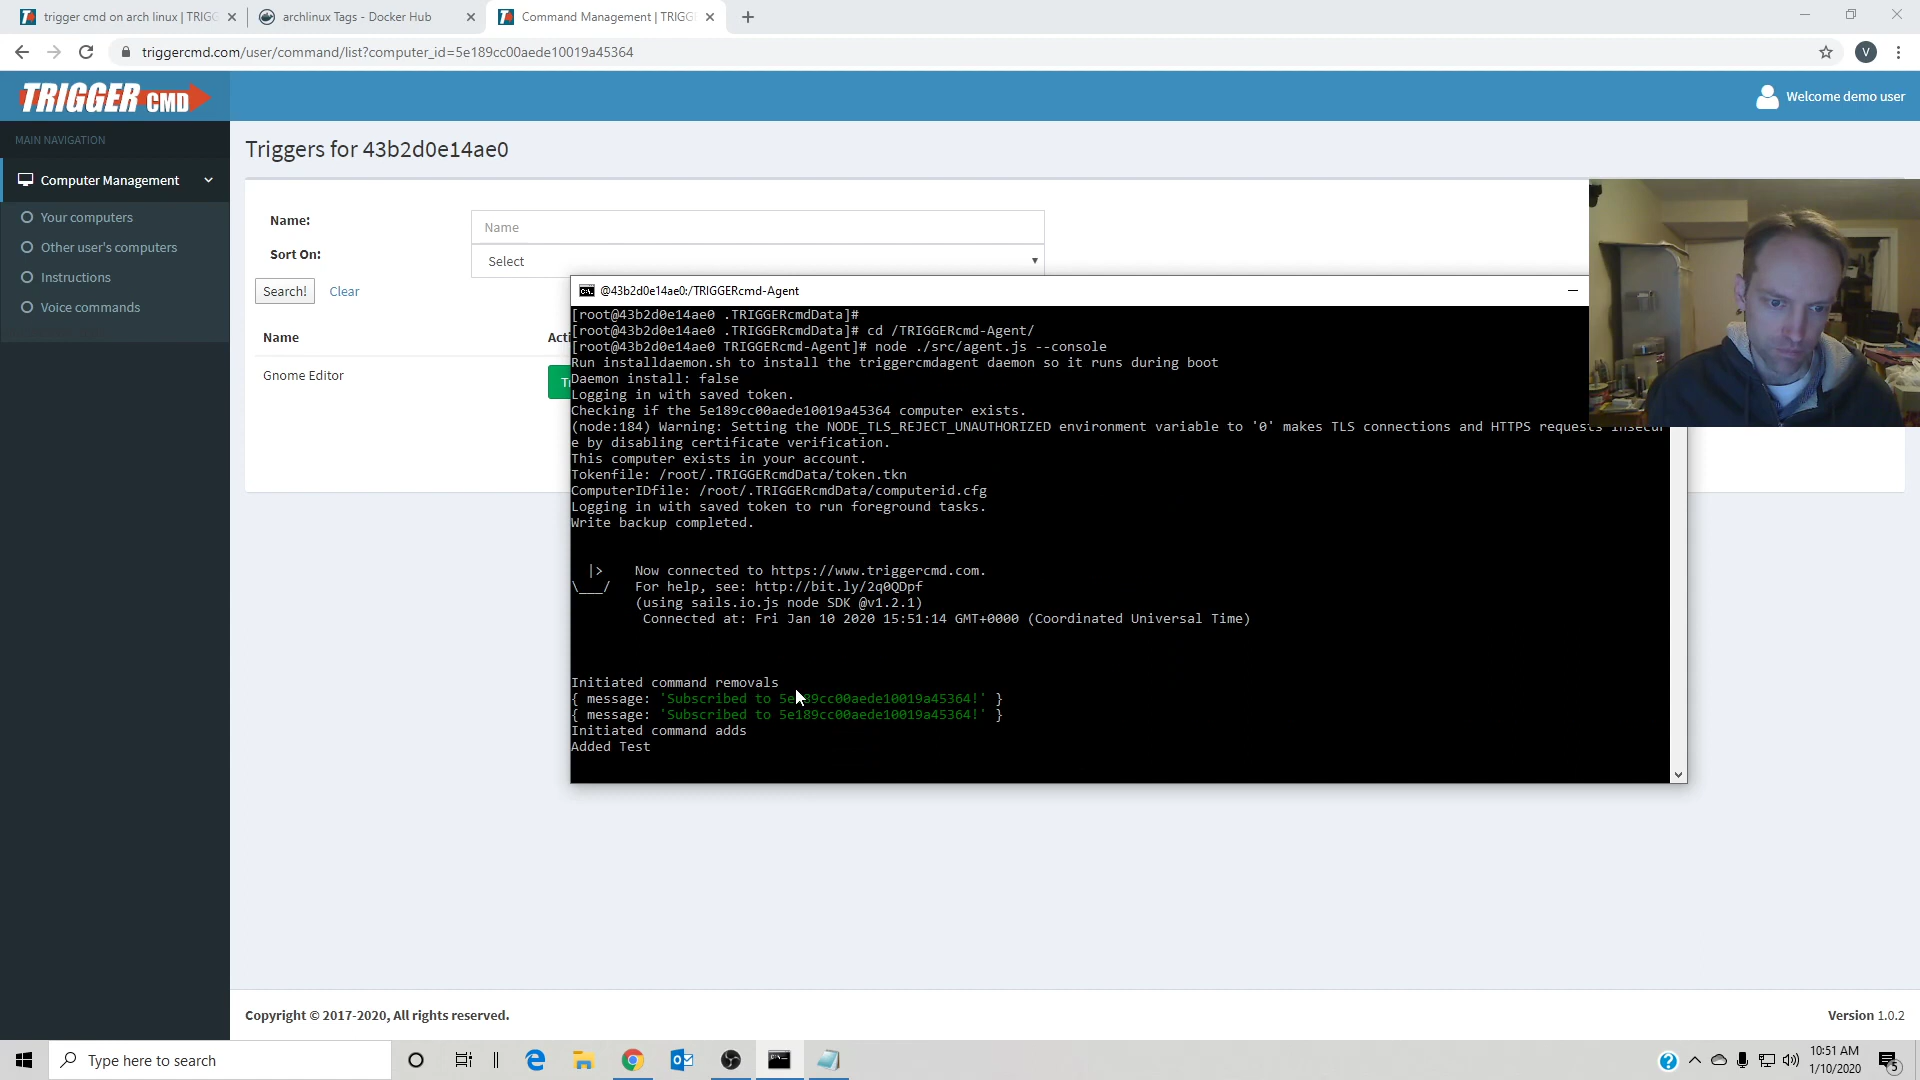 trigger cmd on arch linux | TRIGG
archlinux Tags - Docker Hub
Command Management | TRIGG
triggercmd.com/user/command/list?computer_id=5e189cc00aede10019a45364
V
TRIGGER CMD
Welcome demo user
MAIN NAVIGATION
Computer Management
Your computers
Other user's computers
Instructions
Voice commands
Triggers for 43b2d0e14ae0
Name:
Name
Sort On:
Select
Search!
Clear
Name
Acti
Gnome Editor
Tr
@43b2d0e14ae0:/TRIGGERcmd-Agent
[root@43b2d0e14ae0 .TRIGGERcmdData]#
[root@43b2d0e14ae0 .TRIGGERcmdData]# cd /TRIGGERcmd-Agent/
[root@43b2d0e14ae0 TRIGGERcmd-Agent]# node ./src/agent.js --console
Run installdaemon.sh to install the triggercmdagent daemon so it runs during boot
Daemon install: false
Logging in with saved token.
Checking if the 5e189cc00aede10019a45364 computer exists.
(node:184) Warning: Setting the NODE_TLS_REJECT_UNAUTHORIZED environment variable to '0' makes TLS connections and HTTPS requests insecur
e by disabling certificate verification.
This computer exists in your account.
Tokenfile: /root/.TRIGGERcmdData/token.tkn
ComputerIDfile: /root/.TRIGGERcmdData/computerid.cfg
Logging in with saved token to run foreground tasks.
Write backup completed.
|> Now connected to https://www.triggercmd.com.
\___/ For help, see: http://bit.ly/2q0QDpf
(using sails.io.js node SDK @v1.2.1)
Connected at: Fri Jan 10 2020 15:51:14 GMT+0000 (Coordinated Universal Time)
Initiated command removals
{ message: 'Subscribed to 5e189cc00aede10019a45364!' }
{ message: 'Subscribed to 5e189cc00aede10019a45364!' }
Initiated command adds
Added Test
Copyright © 2017-2020, All rights reserved.
Version 1.0.2
Type here to search
10:51 AM
1/10/2020
5